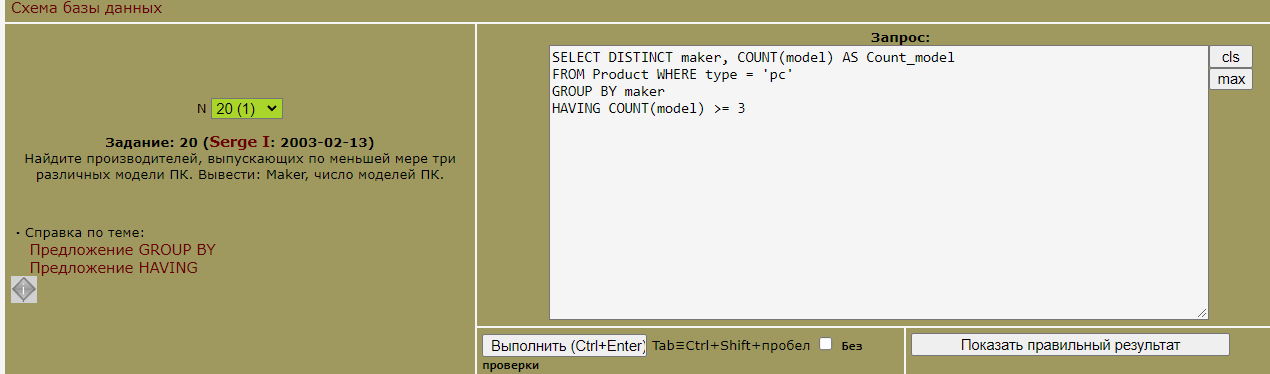 Схема базы данных
N 20 (1)
Задание: 20 (Serge I: 2003-02-13)
Найдите производителей, выпускающих по меньшей мере три
различных модели ПК. Вывести: Maker, число моделей ПК.
· Справка по теме:
Предложение GROUP BY
Предложение HAVING
Запрос:
SELECT DISTINCT maker, COUNT(model) AS Count_model
FROM Product WHERE type = 'pc'
GROUP BY maker
HAVING COUNT(model) >= 3
cls
max
Выполнить (Ctrl+Enter) Tab≡Ctrl+Shift+пробел Без
проверки
Показать правильный результат